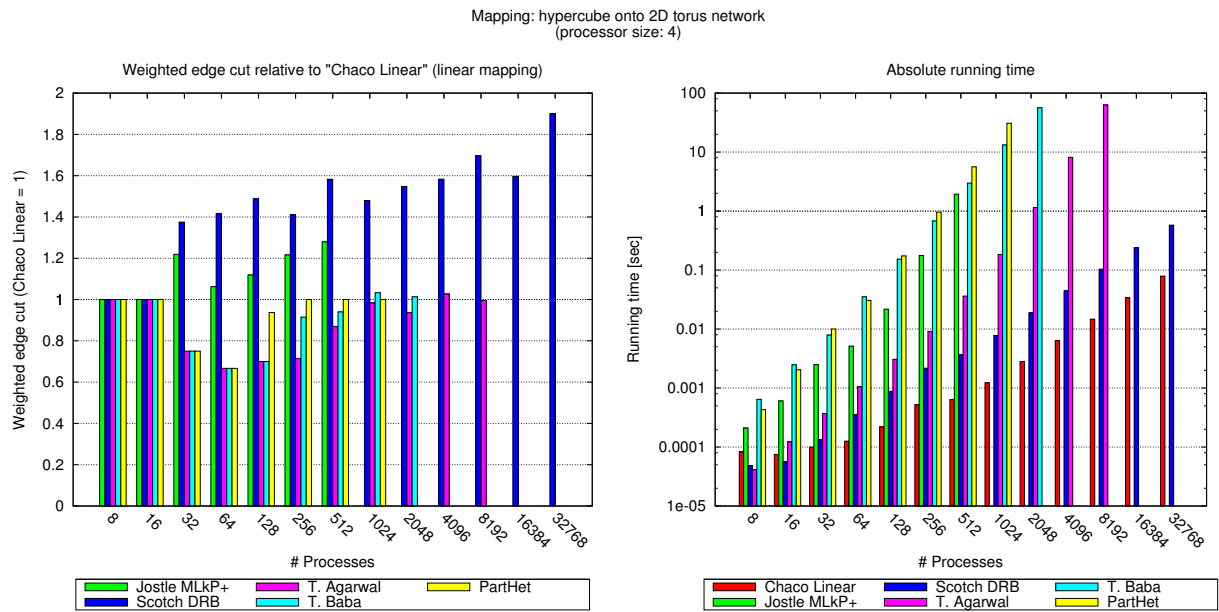 Mapping: hypercube onto 2D torus network
(processor size: 4)
Weighted edge cut relative to "Chaco Linear" (linear mapping)
Weighted edge cut (Chaco Linear = 1)
2
1.8
1.6
1.4
1.2
1
0.8
0.6
0.4
0.2
0
8 16 32 64 128 256 512 1024 2048 4096 8192 16384 32768
# Processes
Jostle MLkP+ T. Agarwal PartHet
Scotch DRB T. Baba
Absolute running time
Running time [sec]
100
10
1
0.1
0.01
0.001
0.0001
1e-05
8 16 32 64 128 256 512 1024 2048 4096 8192 16384 32768
# Processes
Chaco Linear Scotch DRB T. Baba
Jostle MLkP+ T. Agarwal PartHet